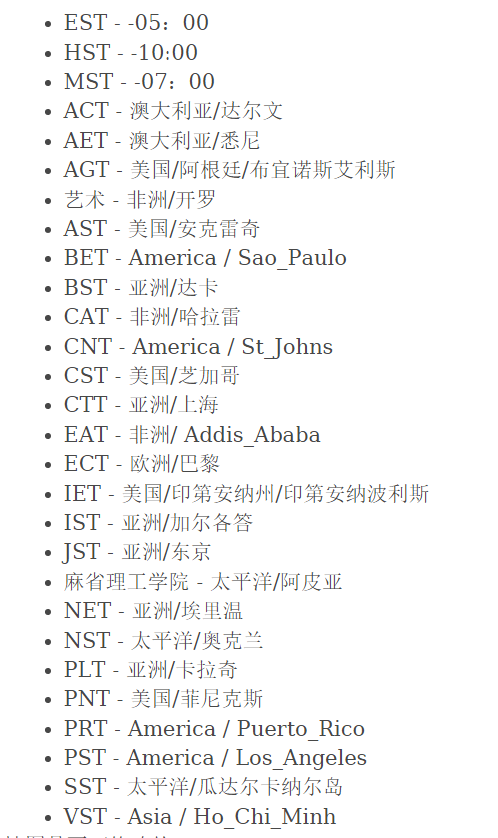 EST - -05：00
HST - -10:00
MST - -07：00
ACT - 澳大利亚/达尔文
AET - 澳大利亚/悉尼
AGT - 美国/阿根廷/布宜诺斯艾利斯
艺术 - 非洲/开罗
AST - 美国/安克雷奇
BET - America / Sao_Paulo
BST - 亚洲/达卡
CAT - 非洲/哈拉雷
CNT - America / St_Johns
CST - 美国/芝加哥
CTT - 亚洲/上海
EAT - 非洲/ Addis_Ababa
ECT - 欧洲/巴黎
IET - 美国/印第安纳州/印第安纳波利斯
IST - 亚洲/加尔各答
JST - 亚洲/东京
麻省理工学院 - 太平洋/阿皮亚
NET - 亚洲/埃里温
NST - 太平洋/奥克兰
PLT - 亚洲/卡拉奇
PNT - 美国/菲尼克斯
PRT - America / Puerto_Rico
PST - America / Los_Angeles
SST - 太平洋/瓜达尔卡纳尔岛
VST - Asia / Ho_Chi_Minh